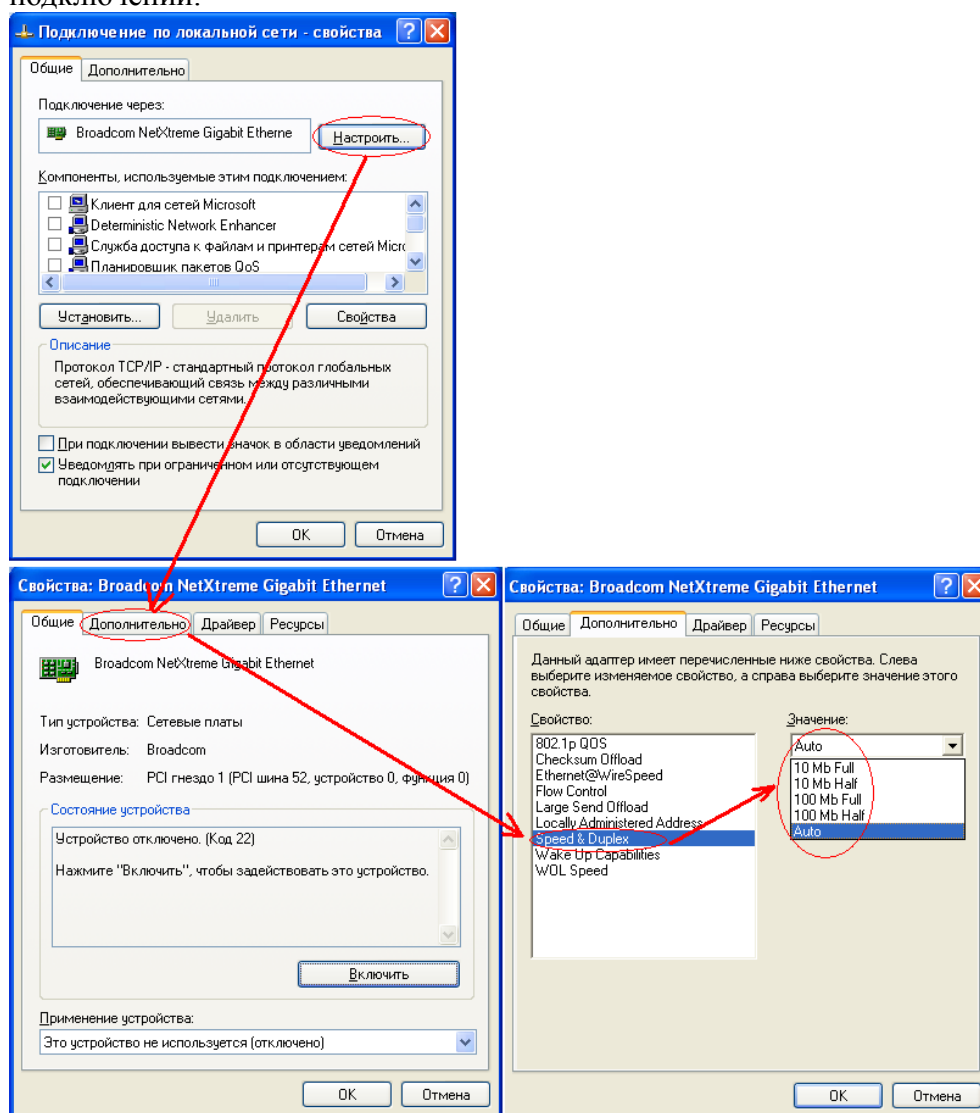 подключений.
Подключение по локальной сети - свойства
Общие Дополнительно
Подключение через:
Broadcom NetXtreme Gigabit Etherne
Настроить...
Компоненты, используемые этим подключением:
Клиент для сетей Microsoft
Deterministic Network Enhancer
Служба доступа к файлам и принтерам сетей Micro
Планировщик пакетов QoS
Установить... Удалить Свойства
Описание
Протокол TCP/IP - стандартный протокол глобальных
сетей, обеспечивающий связь между различными
взаимодействующими сетями.
При подключении вывести значок в области уведомлений
Уведомлять при ограниченном или отсутствующем
подключении
OK Отмена
Свойства: Broadcom NetXtreme Gigabit Ethernet
Общие Дополнительно Драйвер Ресурсы
Broadcom NetXtreme Gigabit Ethernet
Тип устройства: Сетевые платы
Изготовитель: Broadcom
Размещение: PCI гнездо 1 (PCI шина 52, устройство 0, функция 0)
Состояние устройства
Устройство отключено. (Код 22)
Нажмите "Включить", чтобы задействовать это устройство.
Включить
Применение устройства:
Это устройство не используется (отключено)
OK Отмена
Свойства: Broadcom NetXtreme Gigabit Ethernet
Общие Дополнительно Драйвер Ресурсы
Данный адаптер имеет перечисленные ниже свойства. Слева
выберите изменяемое свойство, а справа выберите значение этого
свойства.
Свойство:
802.1p QOS
Checksum Offload
Ethernet@WireSpeed
Flow Control
Large Send Offload
Locally Administered Address
Speed & Duplex
Wake Up Capabilities
WOL Speed
Значение:
Auto
10 Mb Full
10 Mb Half
100 Mb Full
100 Mb Half
Auto
OK Отмена